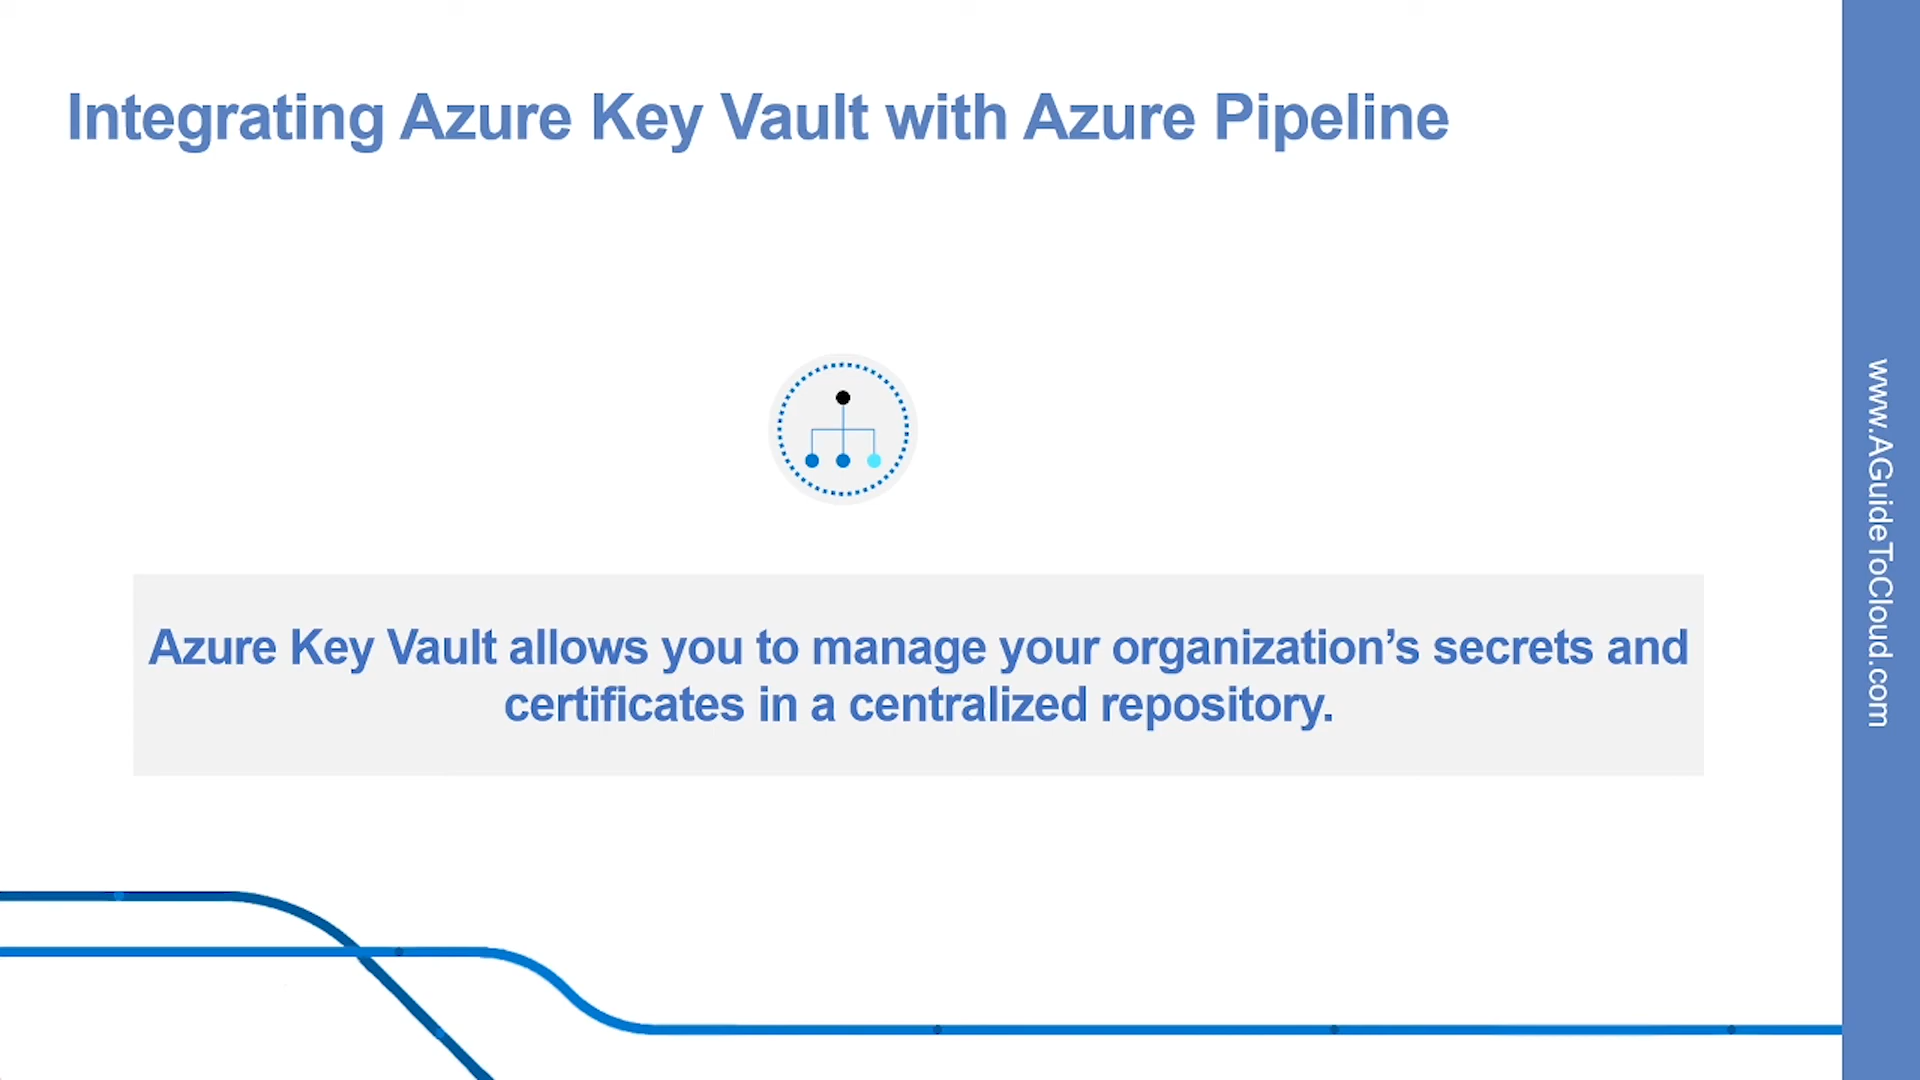 Integrating Azure Key Vault with Azure Pipeline
Azure Key Vault allows you to manage your organization’s secrets and
certificates in a centralized repository.
www.AGuideToCloud.com